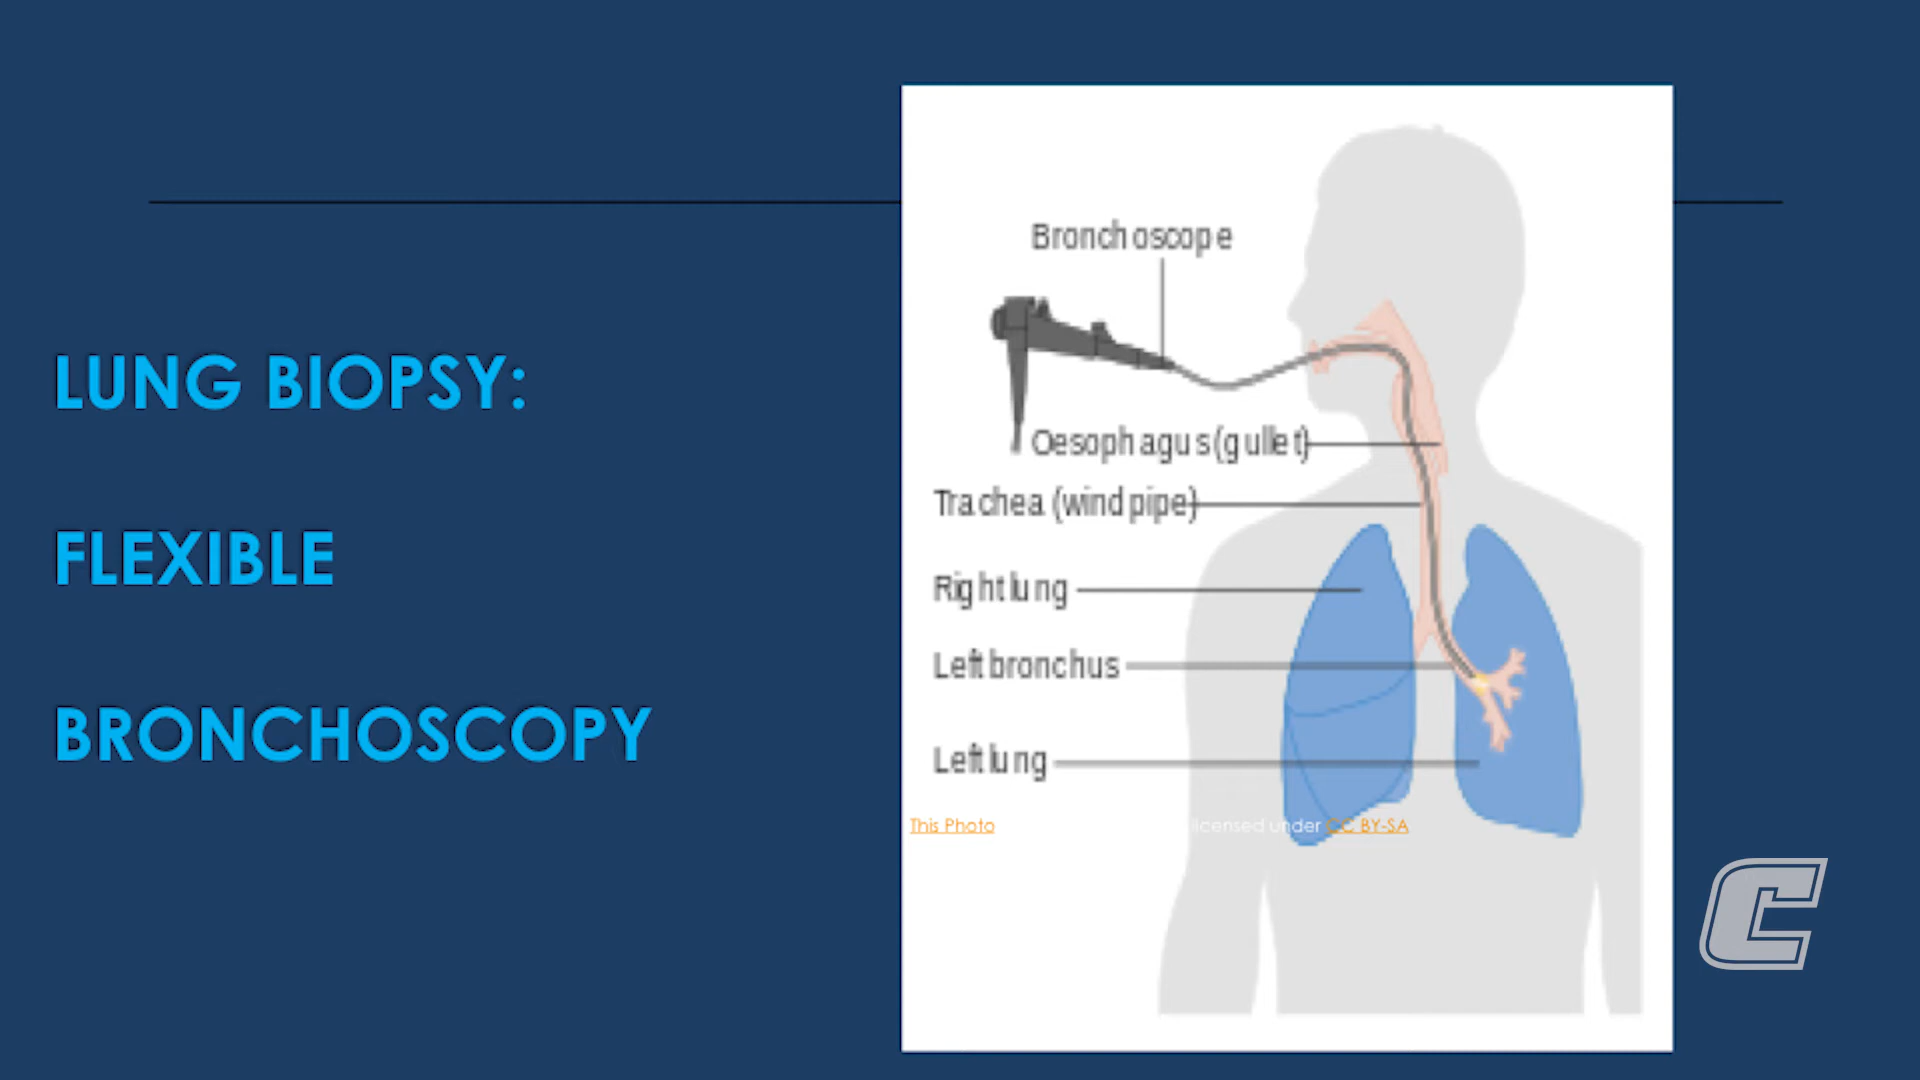 LUNG BIOPSY:
FLEXIBLE
BRONCHOSCOPY
Bronchoscope
Oesophagus (gullet)
Trachea (windpipe)
Right lung
Left bronchus
Left lung
This Photo licensed under CC BY-SA
C